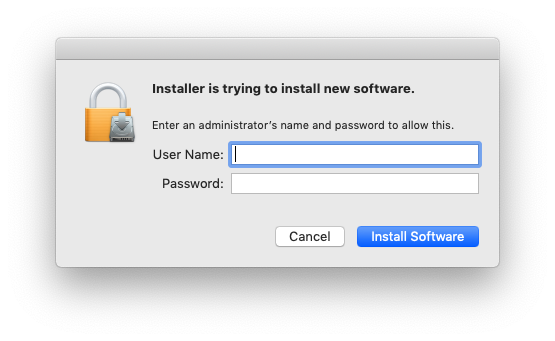 Installer is trying to install new software.
Enter an administrator's name and password to allow this.
User Name:
Password:
Cancel
Install Software